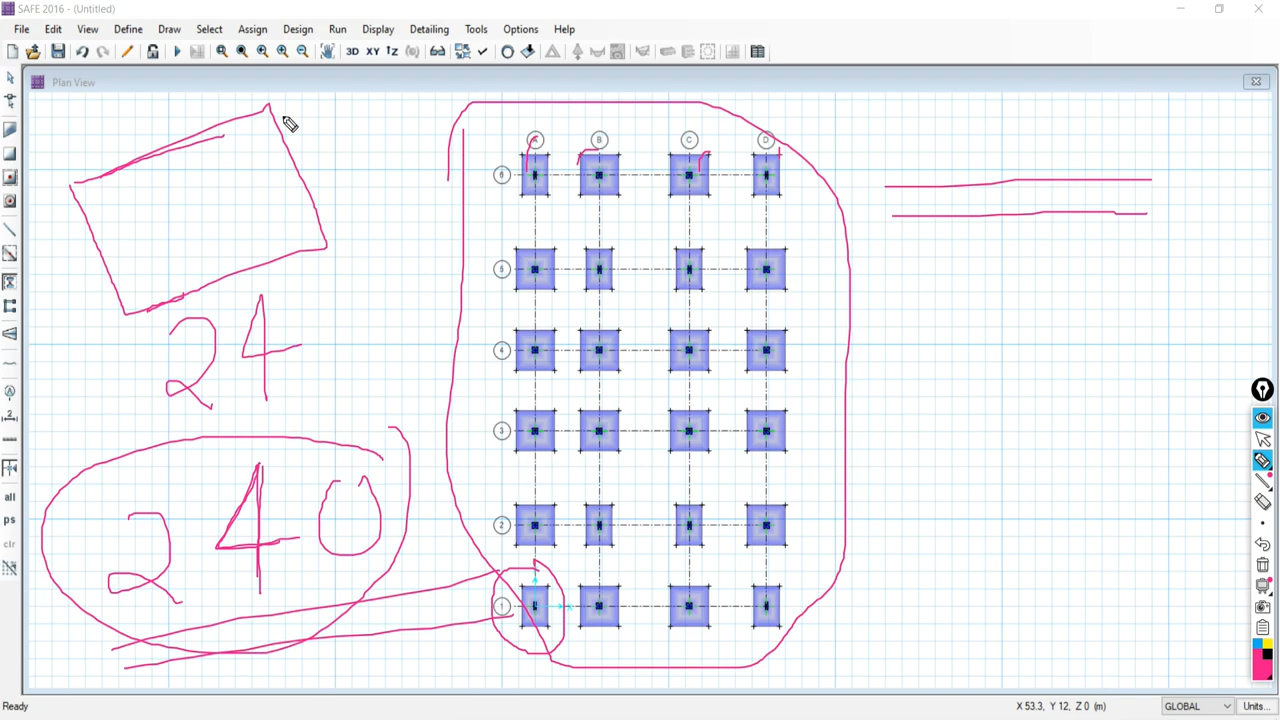 SAFE 2016 - (Untitled)
File Edit View Define Draw Select Assign Design Run Display Detailing Tools Options Help
3D XY
Plan View
A B C D
6
5
24
4
3
240
2
1
all
ps
clr
Ready X 53.3, Y 12, Z 0 (m) GLOBAL Units...